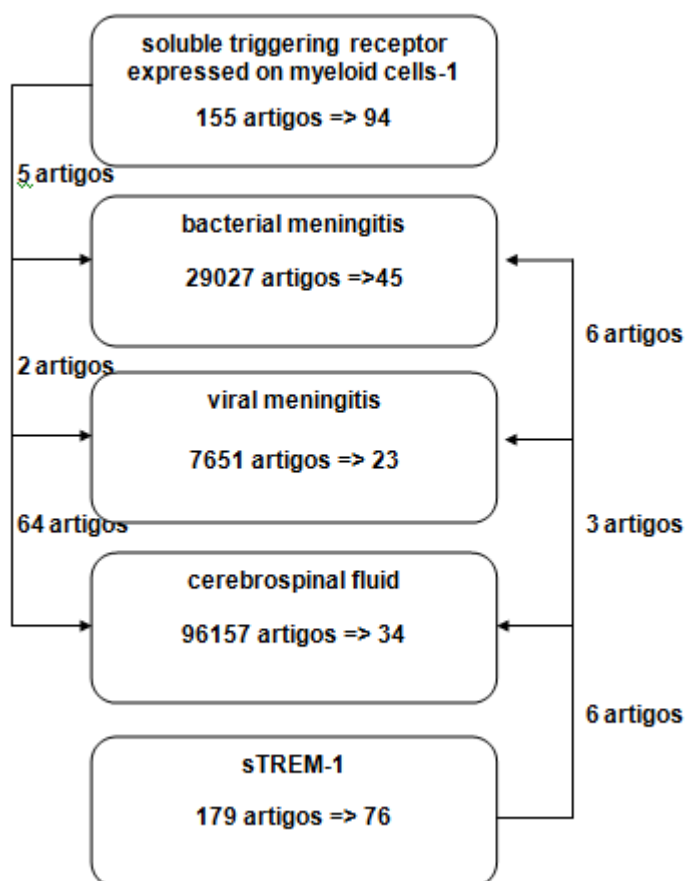 soluble triggering receptor
expressed on myeloid cells-1
155 artigos => 94
5 artigos
bacterial meningitis
29027 artigos =>45
6 artigos
2 artigos
viral meningitis
7651 artigos => 23
64 artigos
3 artigos
cerebrospinal fluid
96157 artigos => 34
6 artigos
sTREM-1
179 artigos => 76